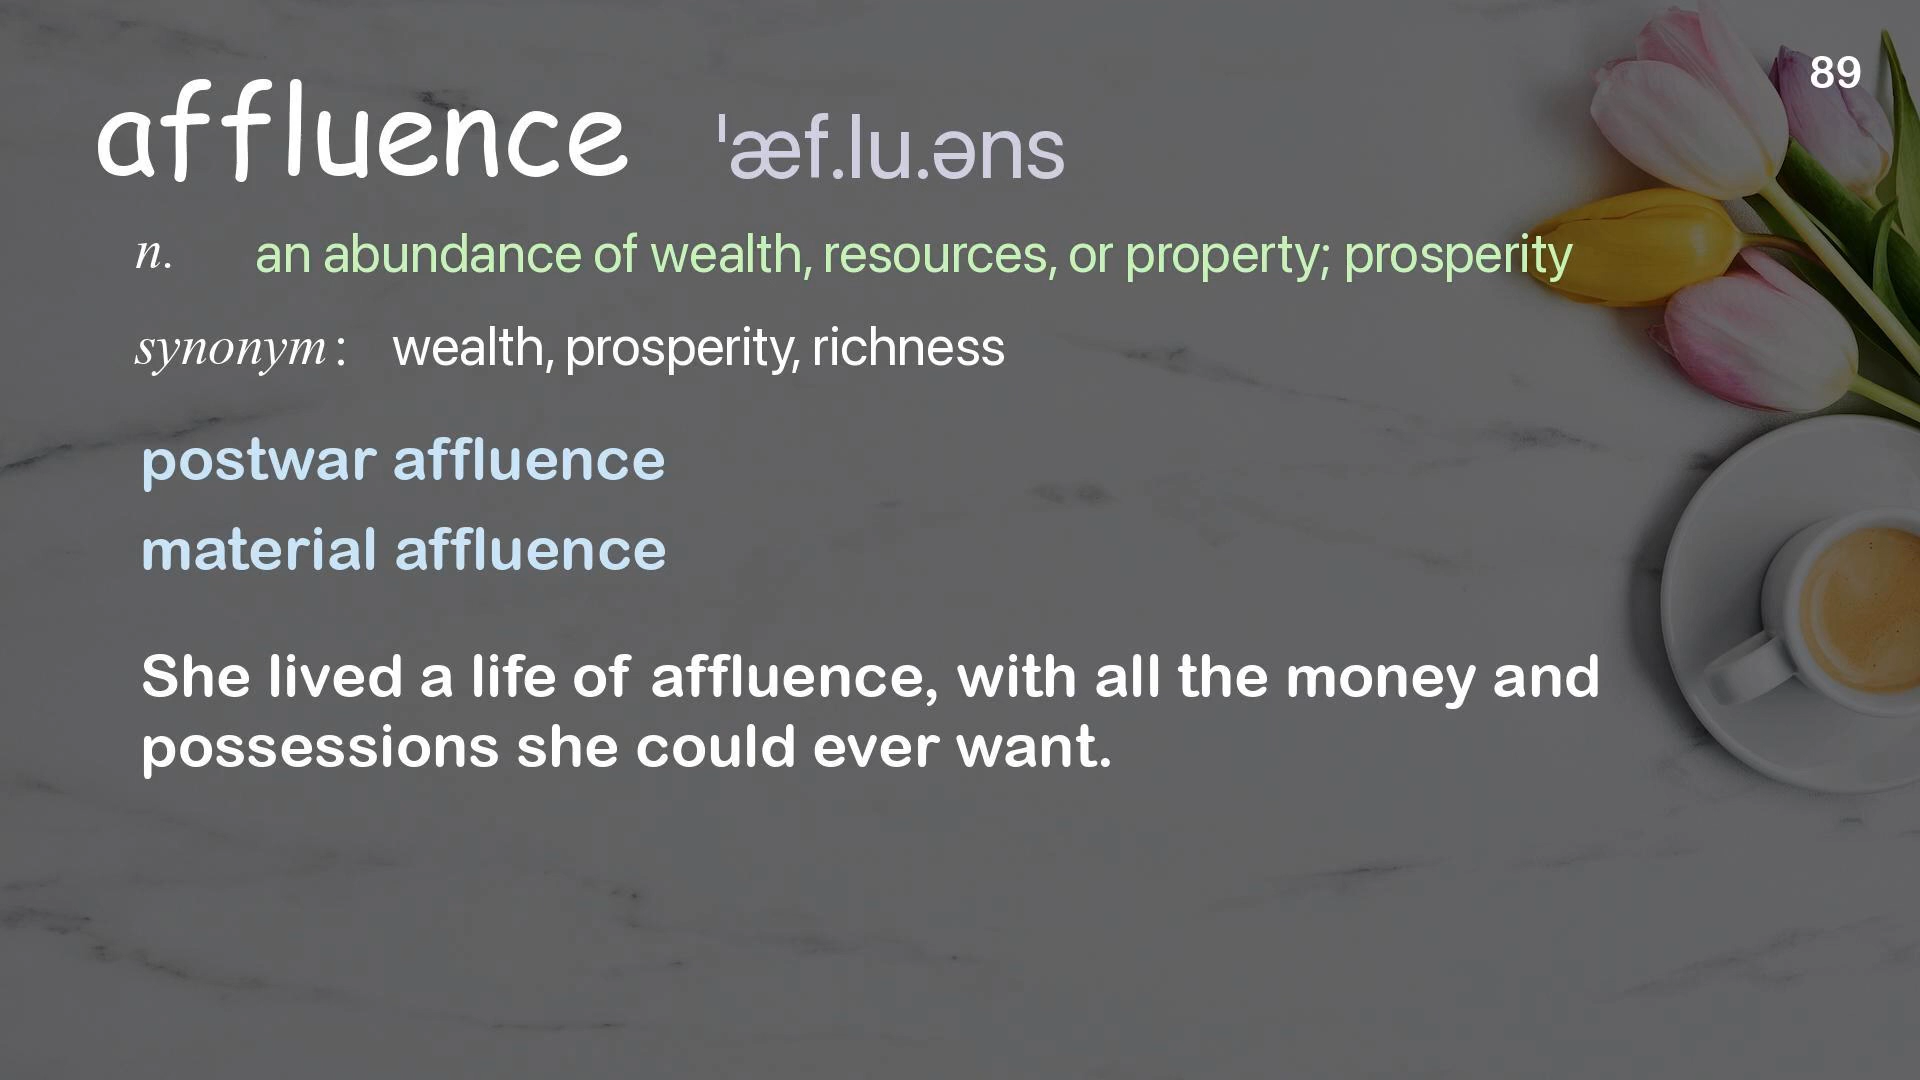 89
affluence ˈæf.lu.əns
n. an abundance of wealth, resources, or property; prosperity
synonym: wealth, prosperity, richness
postwar affluence
material affluence
She lived a life of affluence, with all the money and
possessions she could ever want.